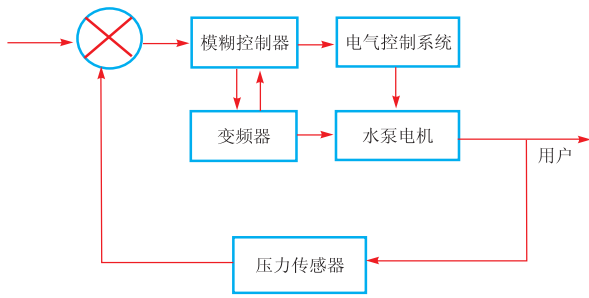 模糊控制器
电气控制系统
变频器
水泵电机
用户
压力传感器